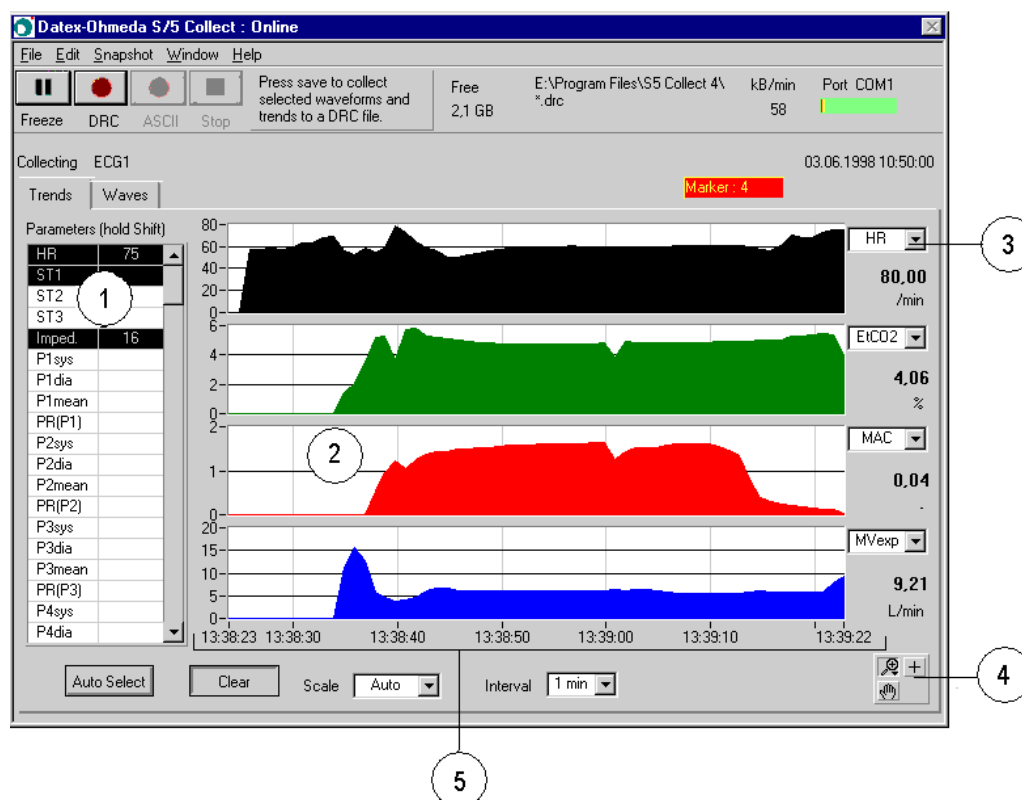 Datex-Ohmeda S/5 Collect : Online
File Edit Snapshot Window Help
Freeze DRC ASCII Stop
Press save to collect
selected waveforms and
trends to a DRC file.
Free
2,1 GB
E:\Program Files\S5 Collect 4\
*.drc
kB/min
58
Port COM1
Collecting ECG1
03.06.1998 10:50:00
Marker : 4
Trends Waves
Parameters (hold Shift)
HR 75
ST1
ST2
ST3
Imped. 16
P1sys
P1dia
P1mean
PR(P1)
P2sys
P2dia
P2mean
PR(P2)
P3sys
P3dia
P3mean
PR(P3)
P4sys
P4dia
1
80
60
40
20
0
HR
80,00
/min
3
6
4
2
0
EtCO2
4,06
%
2
1
0
2
MAC
0,04
-
20
15
10
5
0
MVexp
9,21
L/min
13:38:23 13:38:30 13:38:40 13:38:50 13:39:00 13:39:10 13:39:22
Auto Select Clear Scale Auto Interval 1 min
+
4
5